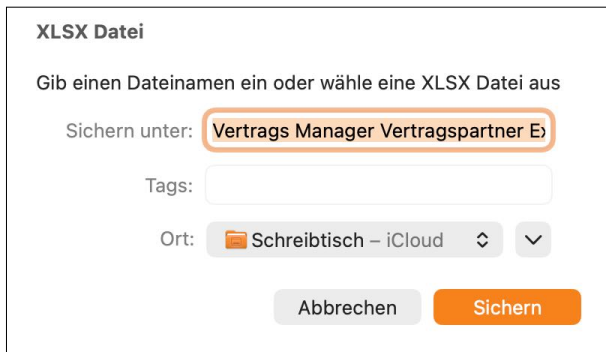 XLSX Datei
Gib einen Dateinamen ein oder wähle eine XLSX Datei aus
Sichern unter: Vertrags Manager Vertragspartner
Tags:
Ort: Schreibtisch – iCloud
Abbrechen Sichern